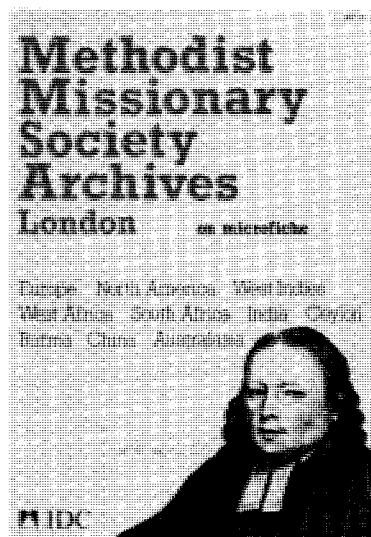 Methodist
Missionary
Society
Archives
London on microfiche
Europe North America West Indies
West Africa South Africa India Ceylon
Burma China Australasia
IDC